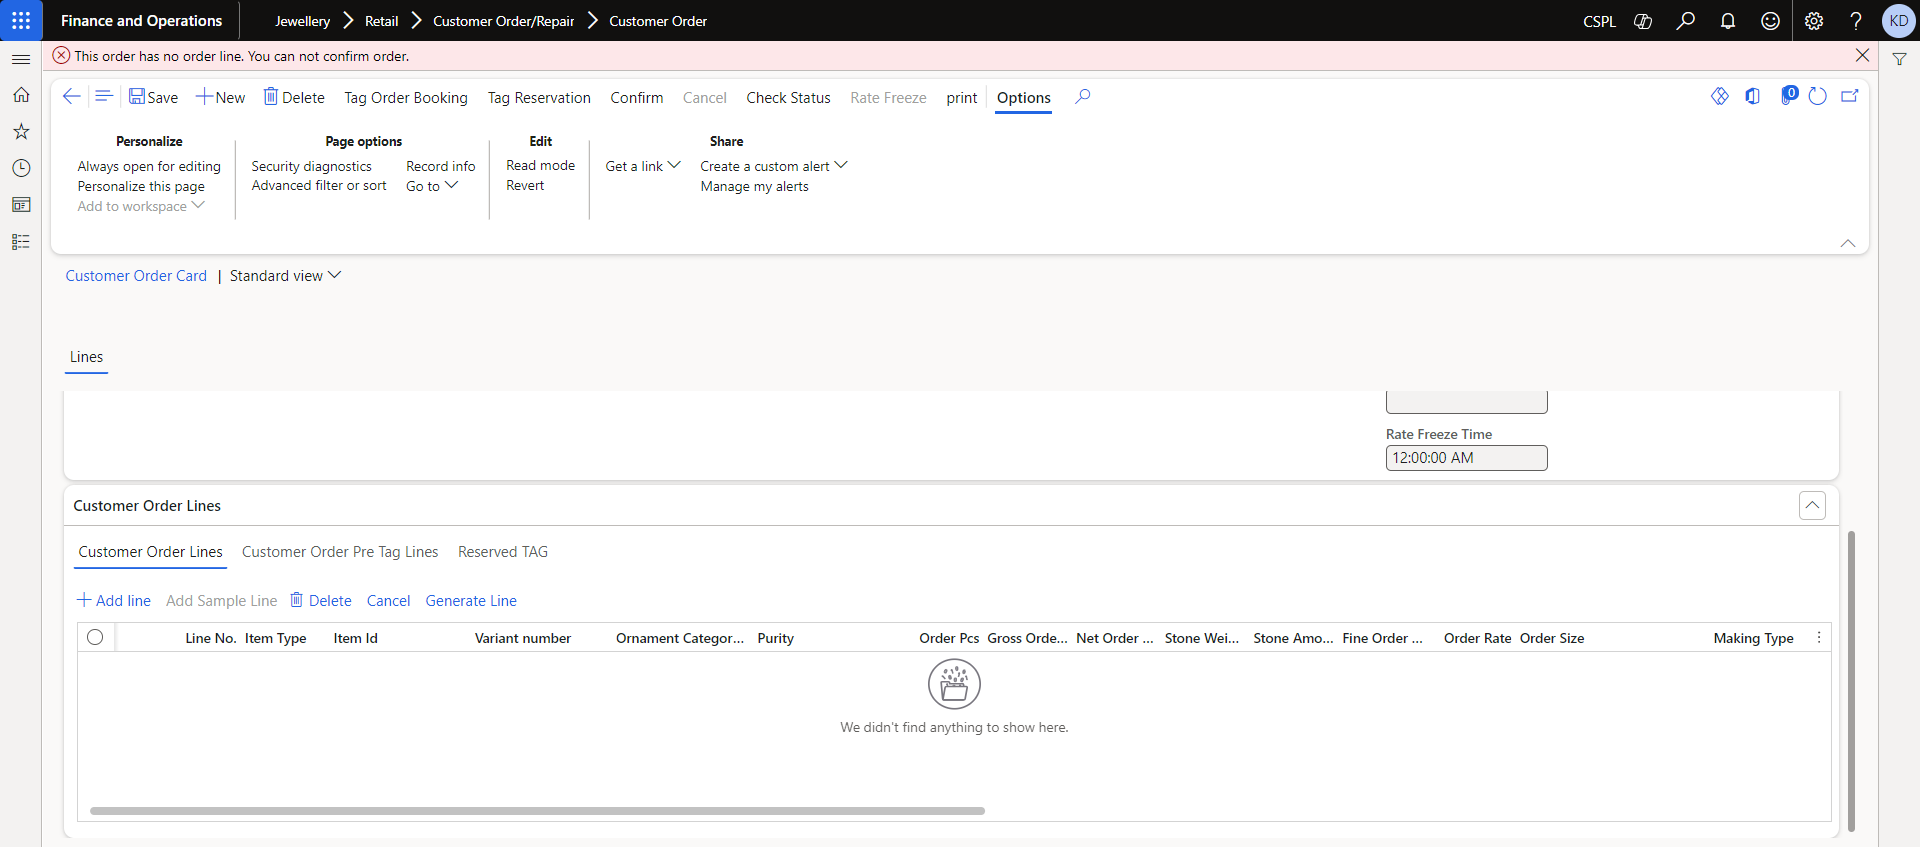 Finance and Operations Jewellery Retail Customer Order/Repair Customer Order CSPL ? KD
This order has no order line. You can not confirm order.
Save New Delete Tag Order Booking Tag Reservation Confirm Cancel Check Status Rate Freeze print Options 0
Personalize Page options Edit Share
Always open for editing Security diagnostics Record info Read mode Get a link Create a custom alert
Personalize this page Advanced filter or sort Go to Revert Manage my alerts
Add to workspace
Customer Order Card | Standard view
Lines
Rate Freeze Time
12:00:00 AM
Customer Order Lines
Customer Order Lines Customer Order Pre Tag Lines Reserved TAG
Add line Add Sample Line Delete Cancel Generate Line
Line No. Item Type Item Id Variant number Ornament Categor... Purity Order Pcs Gross Orde... Net Order ... Stone Wei... Stone Amo... Fine Order ... Order Rate Order Size Making Type
We didn't find anything to show here.